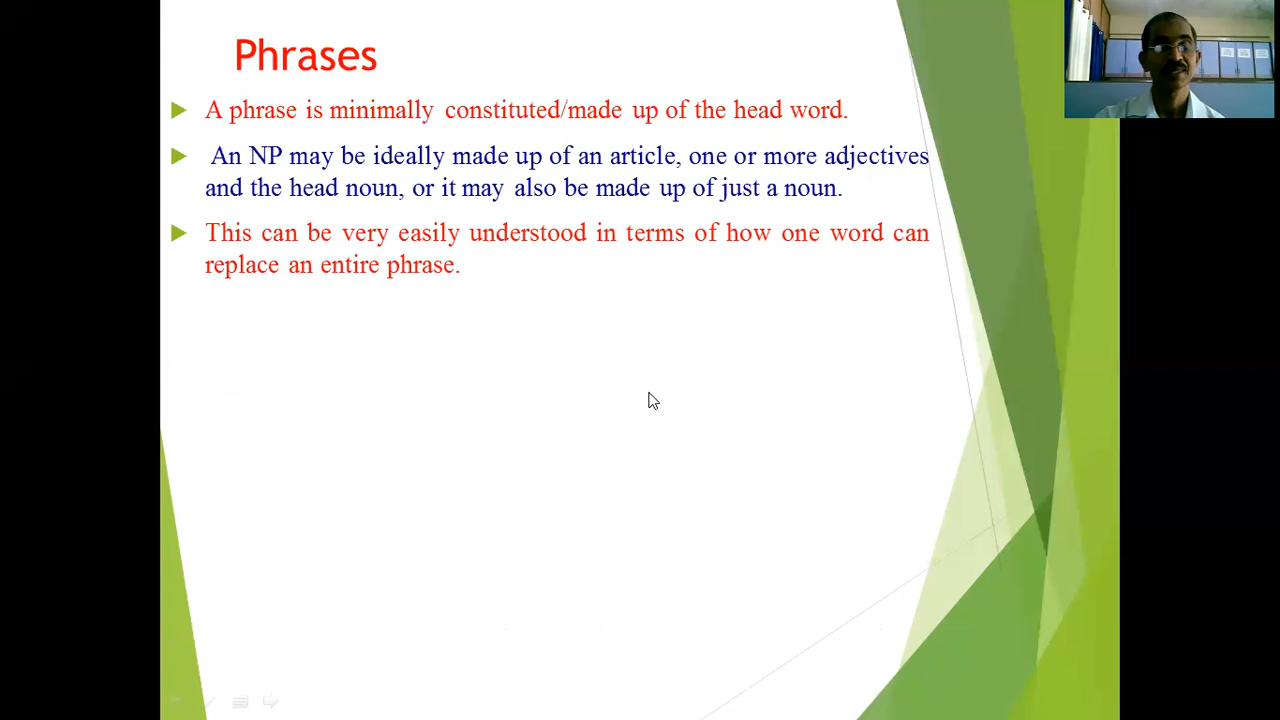 Phrases
A phrase is minimally constituted/made up of the head word.
An NP may be ideally made up of an article, one or more adjectives
and the head noun, or it may also be made up of just a noun.
This can be very easily understood in terms of how one word can
replace an entire phrase.